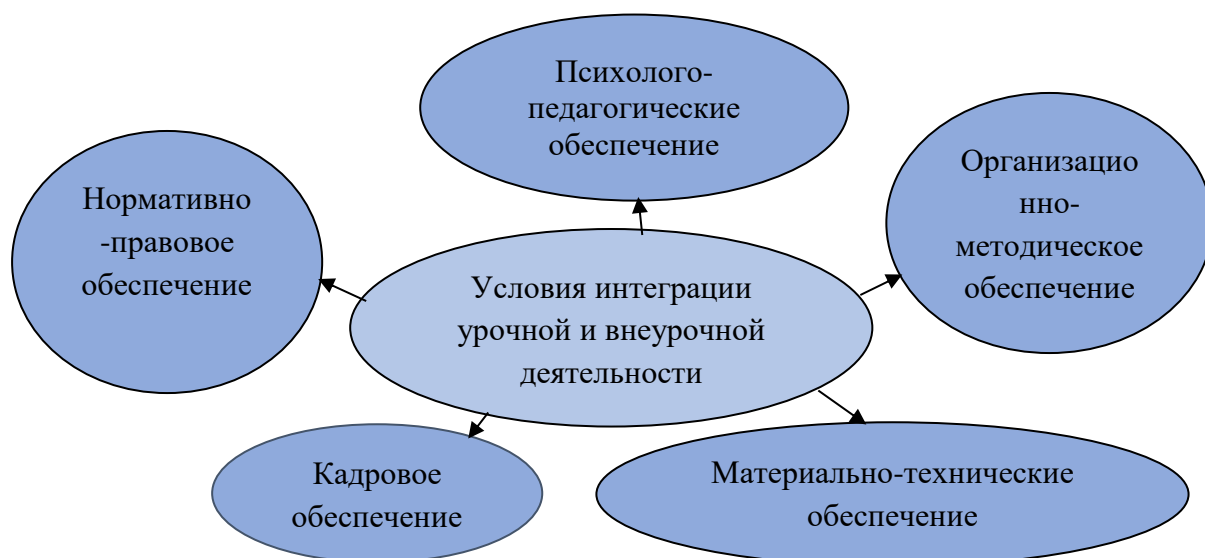 Психолого-
педагогические
обеспечение
Организацио
нно-
методическое
обеспечение
Нормативно
-правовое
обеспечение
Условия интеграции
урочной и внеурочной
деятельности
Кадровое
обеспечение
Материально-технические
обеспечение